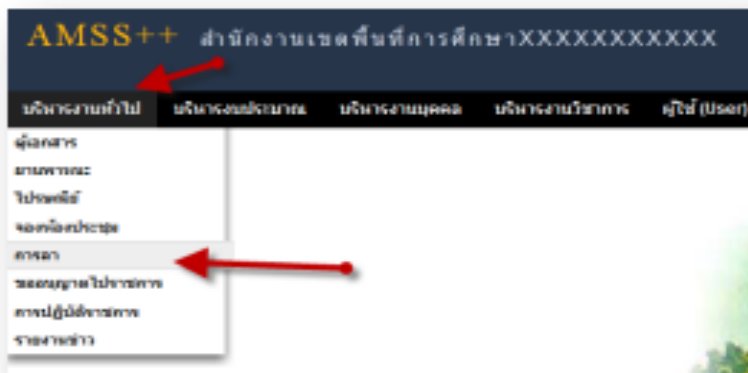 AMSS++ สำนักงานเขตพื้นที่การศึกษาXXXXXXXXXXX
บริหารงานทั่วไป บริหารงบประมาณ บริหารงานบุคคล บริหารงานวิชาการ ผู้ใช้ (User)
ตู้เอกสาร
ยานพาหนะ
ไปรษณีย์
จองห้องประชุม
การลา
ขออนุญาตไปราชการ
การปฏิบัติราชการ
รายงานข่าว